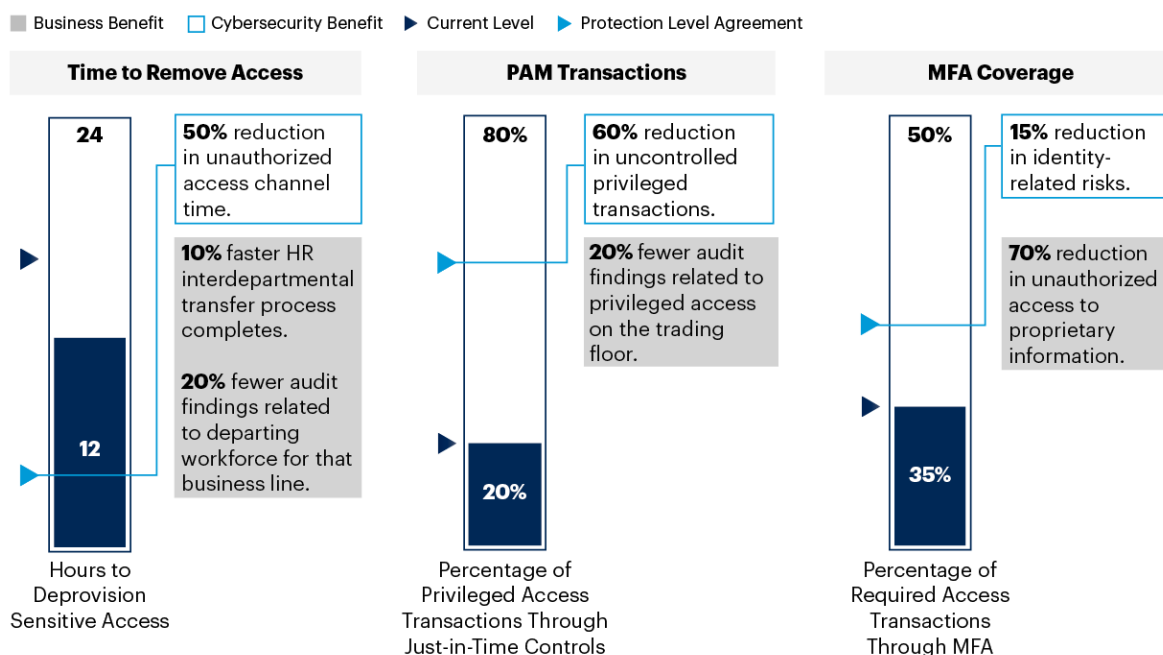 Business Benefit
Cybersecurity Benefit
Current Level
Protection Level Agreement
Time to Remove Access
24
12
50% reduction
in unauthorized
access channel
time.
10% faster HR
interdepartmental
transfer process
completes.
20% fewer audit
findings related
to departing
workforce for that
business line.
Hours to
Deprovision
Sensitive Access
PAM Transactions
80%
20%
60% reduction
in uncontrolled
privileged
transactions.
20% fewer audit
findings related to
privileged access
on the trading
floor.
Percentage of
Privileged Access
Transactions Through
Just-in-Time Controls
MFA Coverage
50%
35%
15% reduction
in identity-
related risks.
70% reduction
in unauthorized
access to
proprietary
information.
Percentage of
Required Access
Transactions
Through MFA